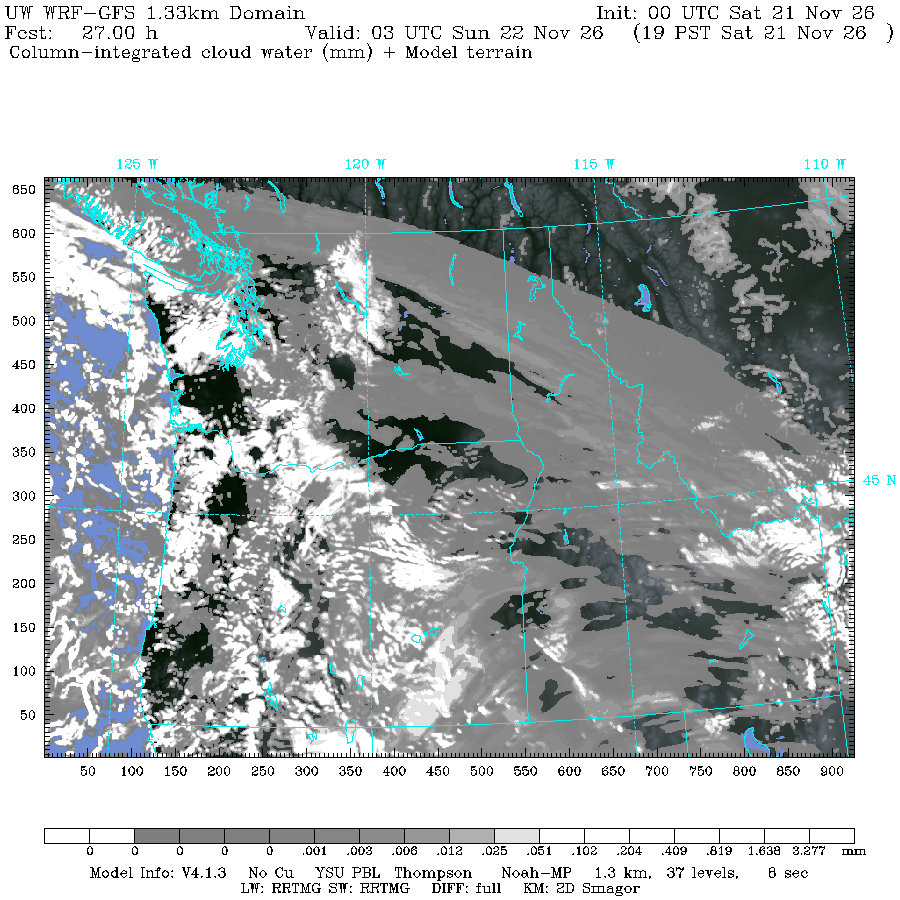 UW WRF-GFS 1.33km Domain Init: 00 UTC Sat 21 Nov 26
Fcst: 27.00 h Valid: 03 UTC Sun 22 Nov 26 (19 PST Sat 21 Nov 26 )
Column-integrated cloud water (mm) + Model terrain
125 W 120 W 115 W 110 W
650
600
550
500
450
400
350
45 N
300
250
200
150
100
50
50 100 150 200 250 300 350 400 450 500 550 600 650 700 750 800 850 900
0 0 0 0 0 .001 .003 .006 .012 .025 .051 .102 .204 .409 .819 1.638 3.277 mm
Model Info: V4.1.3 No Cu YSU PBL Thompson Noah-MP 1.3 km, 37 levels, 8 sec
LW: RRTMG SW: RRTMG DIFF: full KM: 2D Smagor